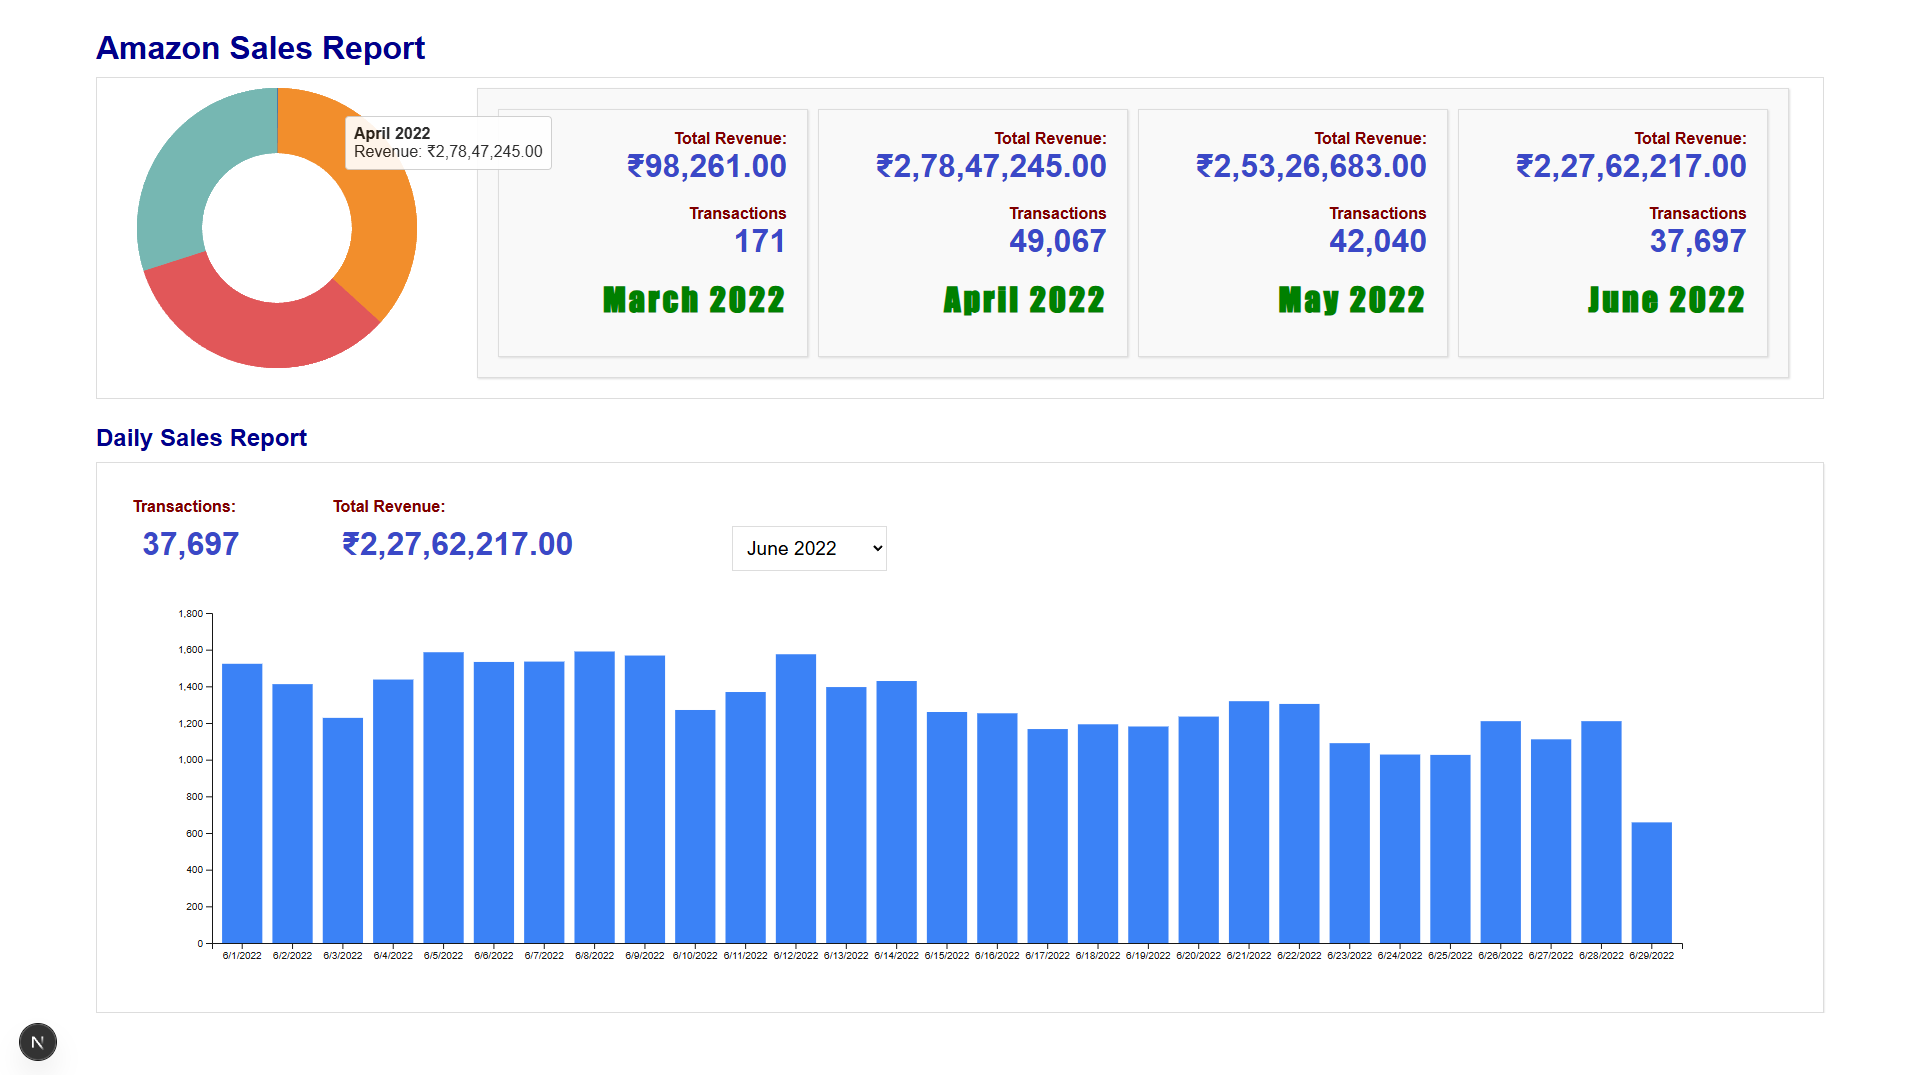 Amazon Sales Report
April 2022
Revenue: ₹2,78,47,245.00
Total Revenue:
₹98,261.00
Transactions
171
March 2022
Total Revenue:
₹2,78,47,245.00
Transactions
49,067
April 2022
Total Revenue:
₹2,53,26,683.00
Transactions
42,040
May 2022
Total Revenue:
₹2,27,62,217.00
Transactions
37,697
June 2022
Daily Sales Report
Transactions:
37,697
Total Revenue:
₹2,27,62,217.00
June 2022
1,800
1,600
1,400
1,200
1,000
800
600
400
200
0
6/1/2022 6/2/2022 6/3/2022 6/4/2022 6/5/2022 6/6/2022 6/7/2022 6/8/2022 6/9/2022 6/10/2022 6/11/2022 6/12/2022 6/13/2022 6/14/2022 6/15/2022 6/16/2022 6/17/2022 6/18/2022 6/19/2022 6/20/2022 6/21/2022 6/22/2022 6/23/2022 6/24/2022 6/25/2022 6/26/2022 6/27/2022 6/28/2022 6/29/2022
N